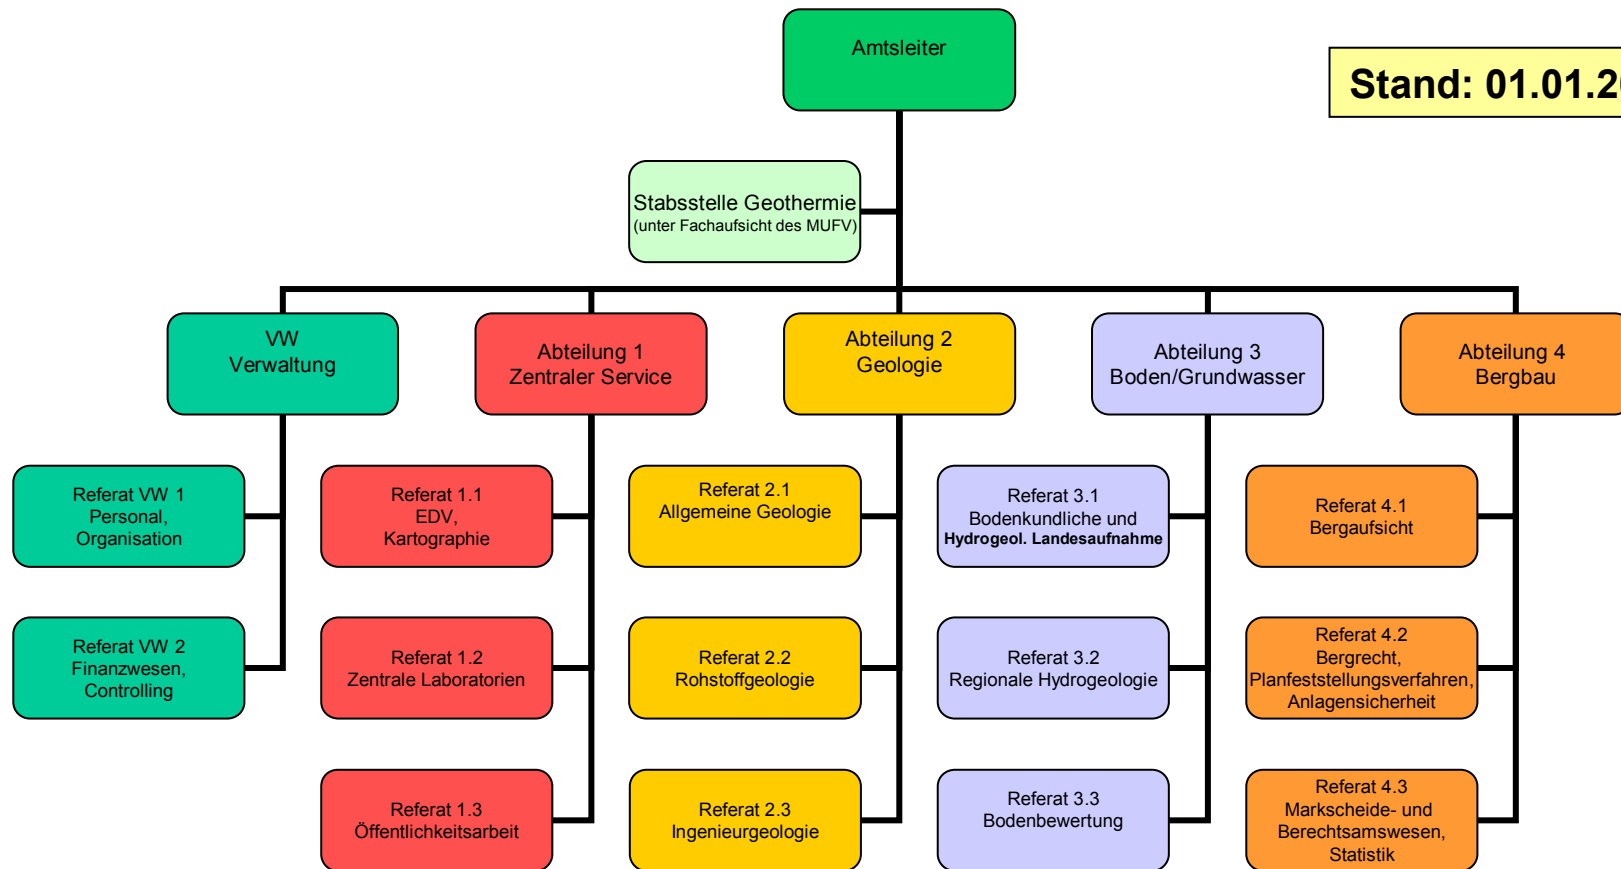 Amtsleiter
Stand: 01.01.20
Stabsstelle Geothermie
(unter Fachaufsicht des MUFV)
VW
Verwaltung
Abteilung 1
Zentraler Service
Abteilung 2
Geologie
Abteilung 3
Boden/Grundwasser
Abteilung 4
Bergbau
Referat VW 1
Personal,
Organisation
Referat 1.1
EDV,
Kartographie
Referat 2.1
Allgemeine Geologie
Referat 3.1
Bodenkundliche und
Hydrogeol. Landesaufnahme
Referat 4.1
Bergaufsicht
Referat VW 2
Finanzwesen,
Controlling
Referat 1.2
Zentrale Laboratorien
Referat 2.2
Rohstoffgeologie
Referat 3.2
Regionale Hydrogeologie
Referat 4.2
Bergrecht,
Planfeststellungsverfahren,
Anlagensicherheit
Referat 1.3
Öffentlichkeitsarbeit
Referat 2.3
Ingenieurgeologie
Referat 3.3
Bodenbewertung
Referat 4.3
Markscheide- und
Berechtsamswesen,
Statistik